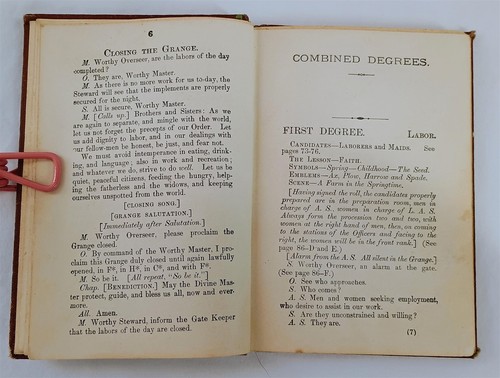 6
CLOSING THE GRANGE.
M. Worthy Overseer, are the labors of the day
completed?
O. They are, Worthy Master.
M. As there is no more work for us to-day, the
Steward will see that the implements are properly
secured for the night.
S. All is secure, Worthy Master.
M. [Calls up.] Brothers and Sisters: As we
are again to separate, and mingle with the world,
let us not forget the precepts of our Order. Let
us add dignity to labor, and in our dealings with
our fellow-men be honest, be just, and fear not.
We must avoid intemperance in eating, drink-
ing, and language; also in work and recreation;
and whatever we do, strive to do well. Let us be
quiet, peaceful citizens, feeding the hungry, help-
ing the fatherless and the widows, and keeping
ourselves unspotted from the world.
[CLOSING SONG.]
[GRANGE SALUTATION.]
[Immediately after Salutation.]
M. Worthy Overseer, please proclaim the
Grange closed.
O. By command of the Worthy Master, I pro-
claim this Grange duly closed until again lawfully
opened, in F*, in H*, in C*, and with F*.
M. So be it. [All repeat, "So be it."]
Chap. [BENEDICTION.] May the Divine Mas-
ter protect, guide, and bless us all, now and ever-
more.
All. Amen.
M. Worthy Steward, inform the Gate Keeper
that the labors of the day are closed.
COMBINED DEGREES.
FIRST DEGREE. LABOR.
CANDIDATES—LABORERS AND MAIDS. See
pages 73-76.
THE LESSON—FAITH.
SYMBOLS—Spring—Childhood—The Seed.
EMBLEMS—Ax, Plow, Harrow and Spade.
SCENE—A Farm in the Springtime.
[Having signed the roll, the candidates properly
prepared are in the preparation room, men in
charge of A. S., women in charge of L. A. S.
Always form the procession two and two, with
women at the right hand of men, then, on coming
to the stations of the Officers and facing to the
right, the women will be in the front rank.] (See
page 86—D and E.)
[Alarm from the A. S. All silent in the Grange.]
S. Worthy Overseer, an alarm at the gate.
(See page 86—F.)
O. See who approaches.
S. Who comes?
A. S. Men and women seeking employment,
who desire to assist in our work.
S. Are they unconstrained and willing?
A. S. They are.
(7)